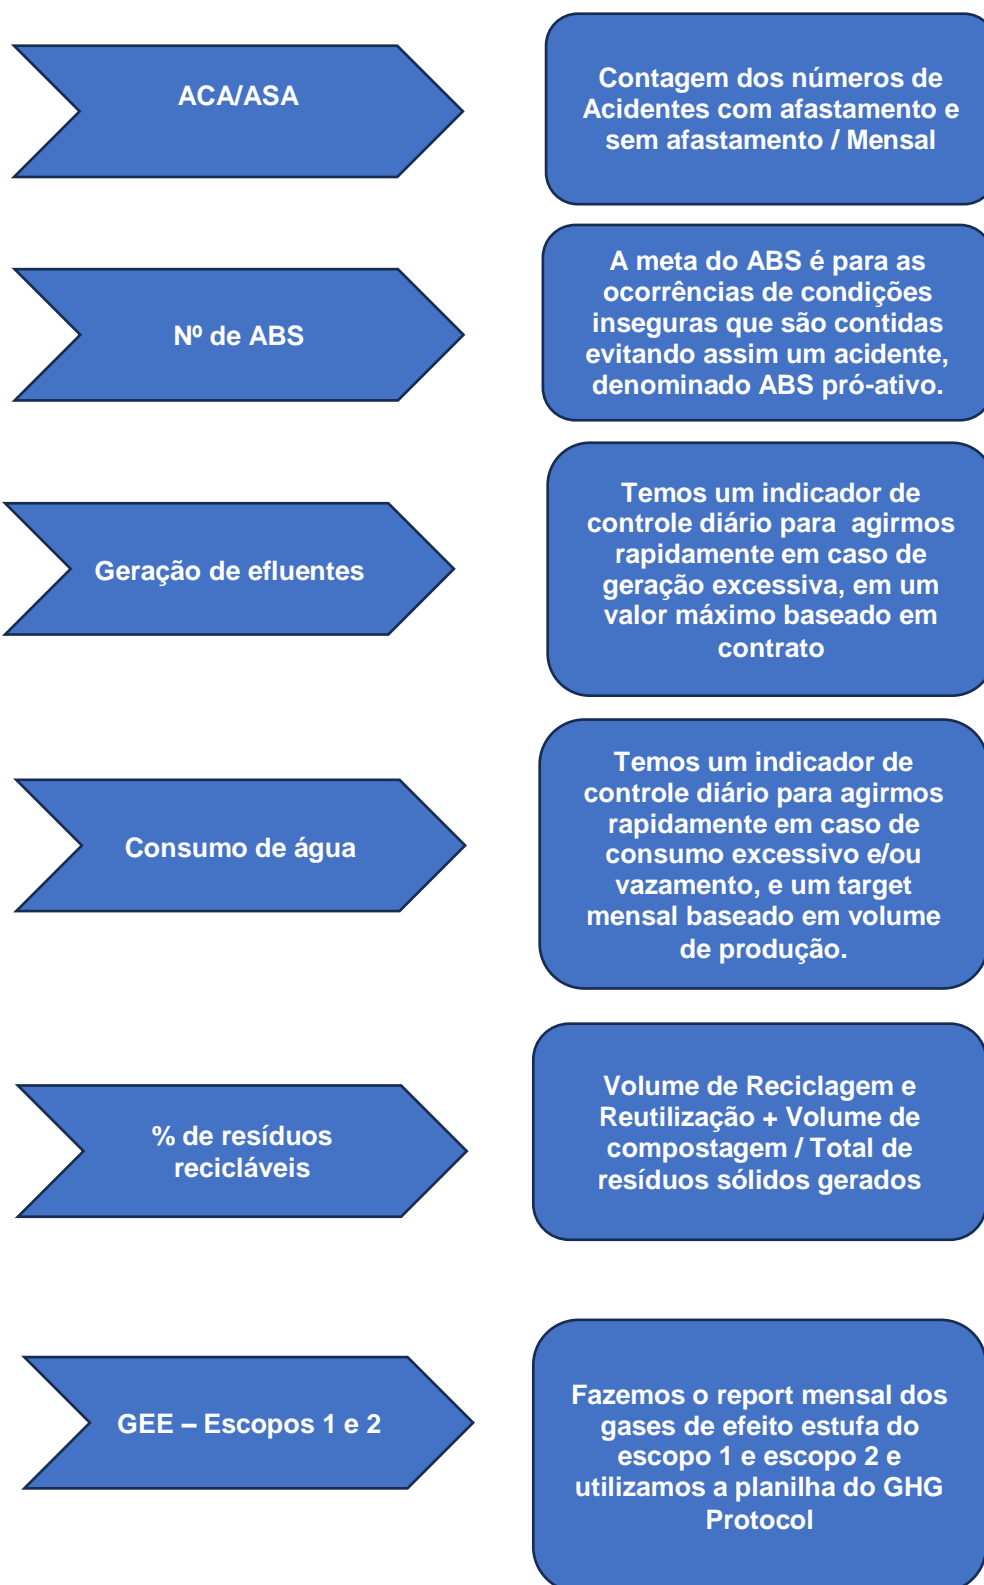 ACA/ASA
Contagem dos números de
Acidentes com afastamento e
sem afastamento / Mensal
Nº de ABS
A meta do ABS é para as
ocorrências de condições
inseguras que são contidas
evitando assim um acidente,
denominado ABS pró-ativo.
Geração de efluentes
Temos um indicador de
controle diário para  agirmos
rapidamente em caso de
geração excessiva, em um
valor máximo baseado em
contrato
Consumo de água
Temos um indicador de
controle diário para agirmos
rapidamente em caso de
consumo excessivo e/ou
vazamento, e um target
mensal baseado em volume
de produção.
% de resíduos
recicláveis
Volume de Reciclagem e
Reutilização + Volume de
compostagem / Total de
resíduos sólidos gerados
GEE – Escopos 1 e 2
Fazemos o report mensal dos
gases de efeito estufa do
escopo 1 e escopo 2 e
utilizamos a planilha do GHG
Protocol